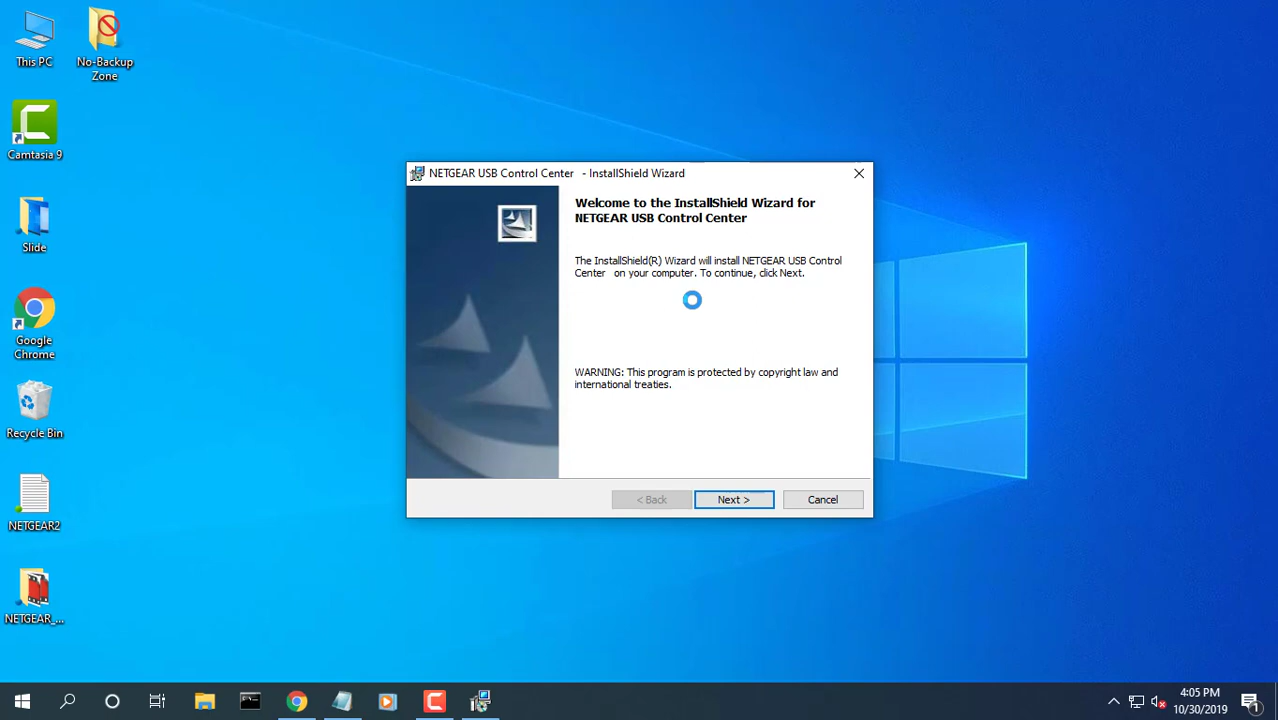 This PC
No-Backup
Zone
Camtasia 9
Slide
Google
Chrome
Recycle Bin
NETGEAR2
NETGEAR_...
NETGEAR USB Control Center - InstallShield Wizard
Welcome to the InstallShield Wizard for
NETGEAR USB Control Center
The InstallShield(R) Wizard will install NETGEAR USB Control
Center on your computer. To continue, click Next.
WARNING: This program is protected by copyright law and
international treaties.
< Back
Next >
Cancel
4:05 PM
10/30/2019
1